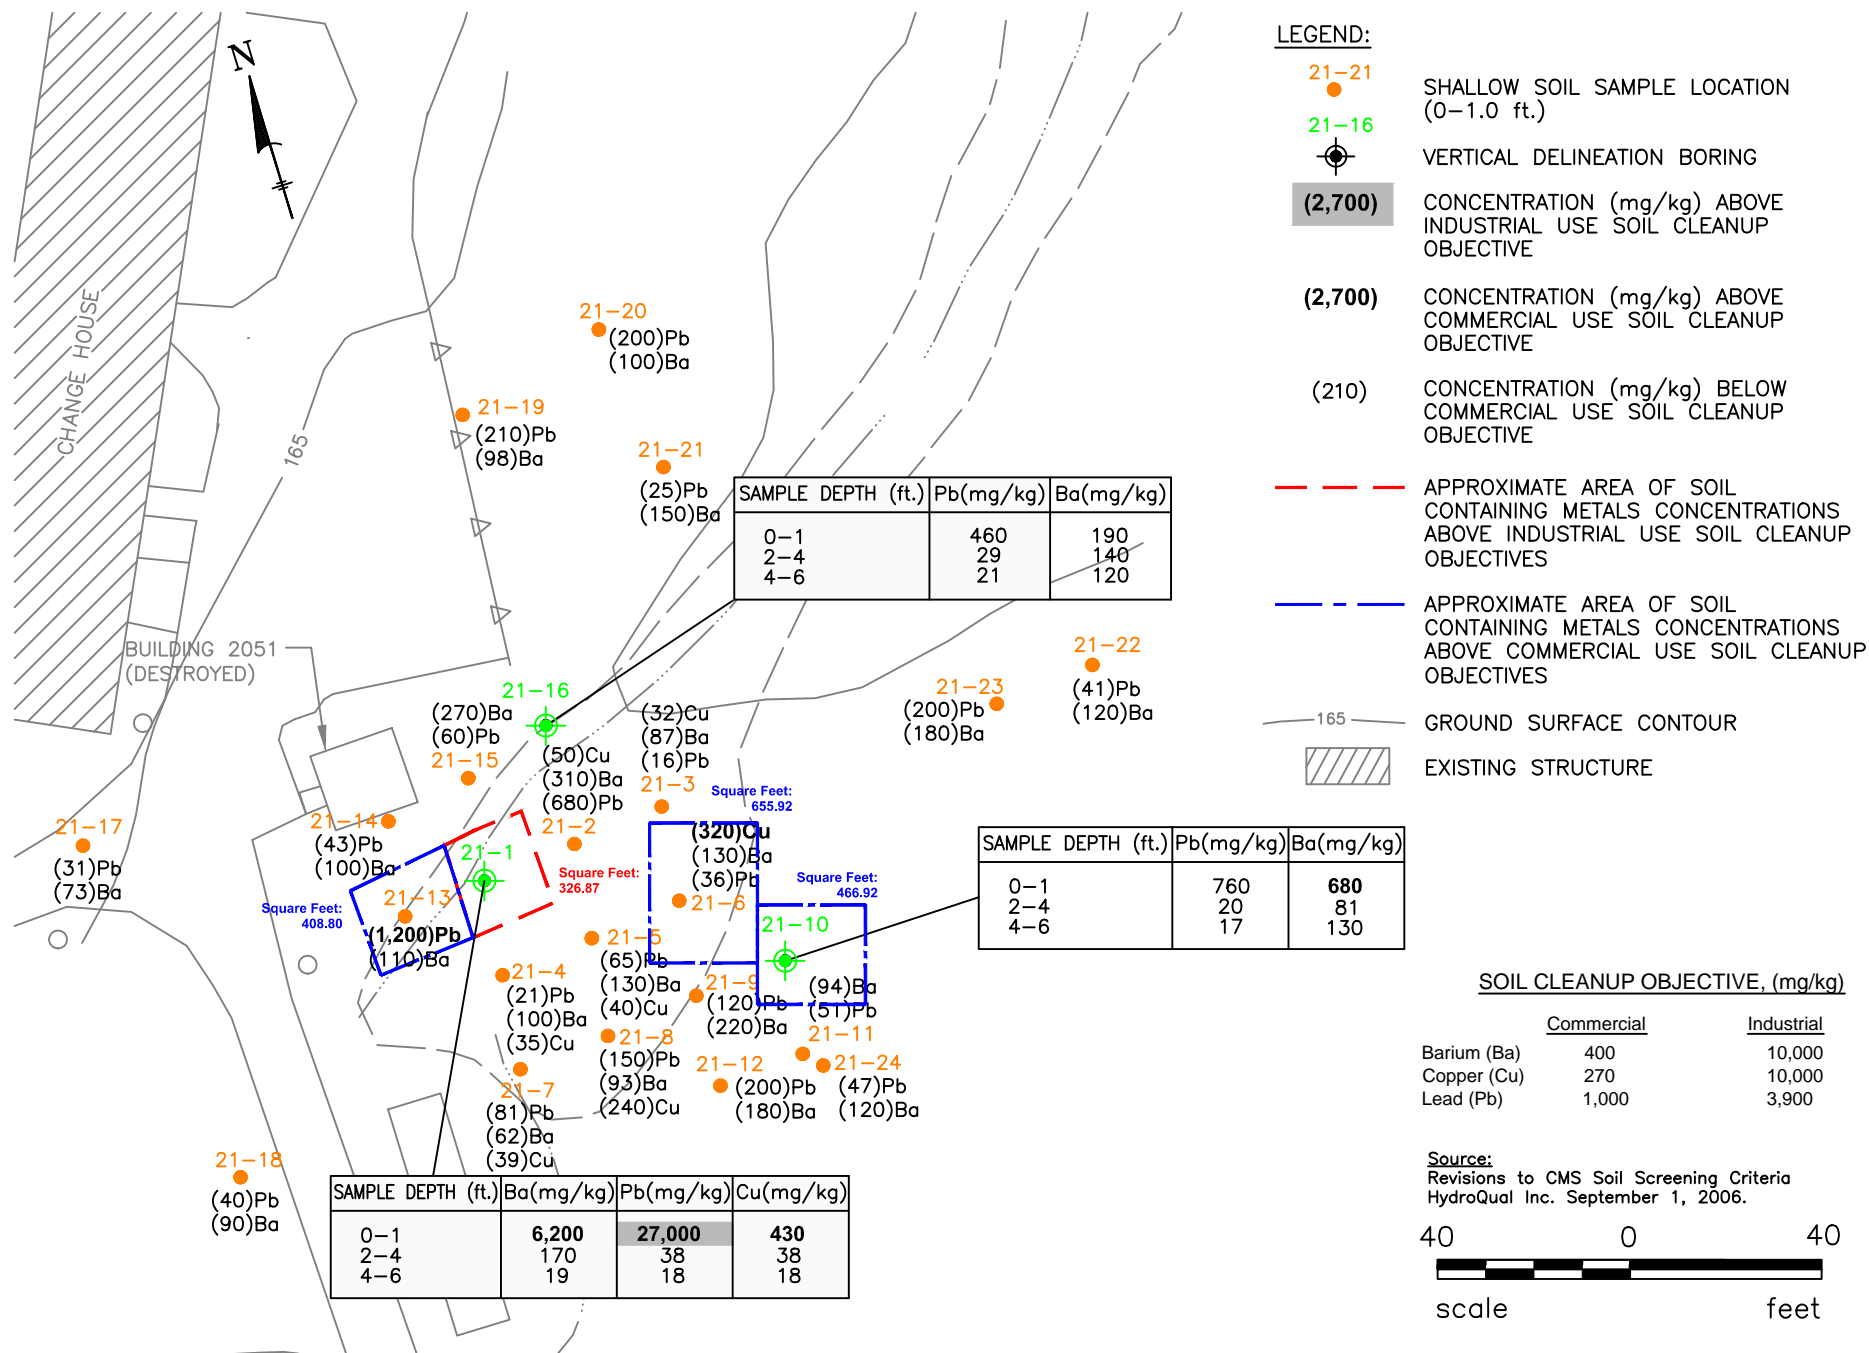 N
CHANGE HOUSE
165
BUILDING 2051
(DESTROYED)
21-20
(200)Pb
(100)Ba
21-19
(210)Pb
(98)Ba
21-21
(25)Pb
(150)Ba
SAMPLE DEPTH (ft.) Pb(mg/kg) Ba(mg/kg)
0-1 460 190
2-4 29 140
4-6 21 120
21-22
(41)Pb
(120)Ba
21-23
(200)Pb
(180)Ba
21-16
(270)Ba
(60)Pb
21-15
(50)Cu
(310)Ba
(680)Pb
21-2
(32)Cu
(87)Ba
(16)Pb
21-3
Square Feet:
655.92
(320)Cu
(130)Ba
(36)Pb
21-6
21-17
(31)Pb
(73)Ba
21-14
(43)Pb
(100)Ba
21-1
Square Feet:
326.87
21-13
Square Feet:
408.80
(1,200)Pb
(110)Ba
Square Feet:
466.92
21-10
SAMPLE DEPTH (ft.) Pb(mg/kg) Ba(mg/kg)
0-1 760 680
2-4 20 81
4-6 17 130
21-5
(65)Pb
(130)Ba
(40)Cu
21-4
(21)Pb
(100)Ba
(35)Cu
21-9
(120)Pb
(220)Ba
(94)Ba
(51)Pb
21-11
21-8
(150)Pb
(93)Ba
(240)Cu
21-12
(200)Pb
(180)Ba
21-24
(47)Pb
(120)Ba
21-7
(81)Pb
(62)Ba
(39)Cu
21-18
(40)Pb
(90)Ba
SAMPLE DEPTH (ft.) Ba(mg/kg) Pb(mg/kg) Cu(mg/kg)
0-1 6,200 27,000 430
2-4 170 38 38
4-6 19 18 18
LEGEND:
21-21
SHALLOW SOIL SAMPLE LOCATION
(0-1.0 ft.)
21-16
VERTICAL DELINEATION BORING
(2,700) CONCENTRATION (mg/kg) ABOVE
INDUSTRIAL USE SOIL CLEANUP
OBJECTIVE
(2,700) CONCENTRATION (mg/kg) ABOVE
COMMERCIAL USE SOIL CLEANUP
OBJECTIVE
(210) CONCENTRATION (mg/kg) BELOW
COMMERCIAL USE SOIL CLEANUP
OBJECTIVE
APPROXIMATE AREA OF SOIL
CONTAINING METALS CONCENTRATIONS
ABOVE INDUSTRIAL USE SOIL CLEANUP
OBJECTIVES
APPROXIMATE AREA OF SOIL
CONTAINING METALS CONCENTRATIONS
ABOVE COMMERCIAL USE SOIL CLEANUP
OBJECTIVES
165 GROUND SURFACE CONTOUR
EXISTING STRUCTURE
SOIL CLEANUP OBJECTIVE, (mg/kg)
Commercial Industrial
Barium (Ba) 400 10,000
Copper (Cu) 270 10,000
Lead (Pb) 1,000 3,900
Source:
Revisions to CMS Soil Screening Criteria
HydroQual Inc. September 1, 2006.
40 0 40
scale feet